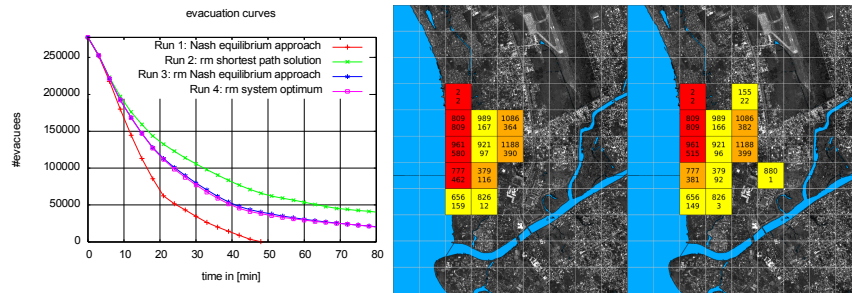 evacuation curves
250000
200000
150000
100000
50000
0
#evacuees
Run 1: Nash equilibrium approach
Run 2: rm shortest path solution
Run 3: rm Nash equilibrium approach
Run 4: rm system optimum
0 10 20 30 40 50 60 70 80
time in [min]
2
2
809 989 1086
809 167 364
961 921 1188
580 97 390
777 379
462 116
656 826
159 12
2 155
2 22
809 989 1086
809 166 382
961 921 1188
515 96 399
777 379 880
381 92 1
656 826
149 3